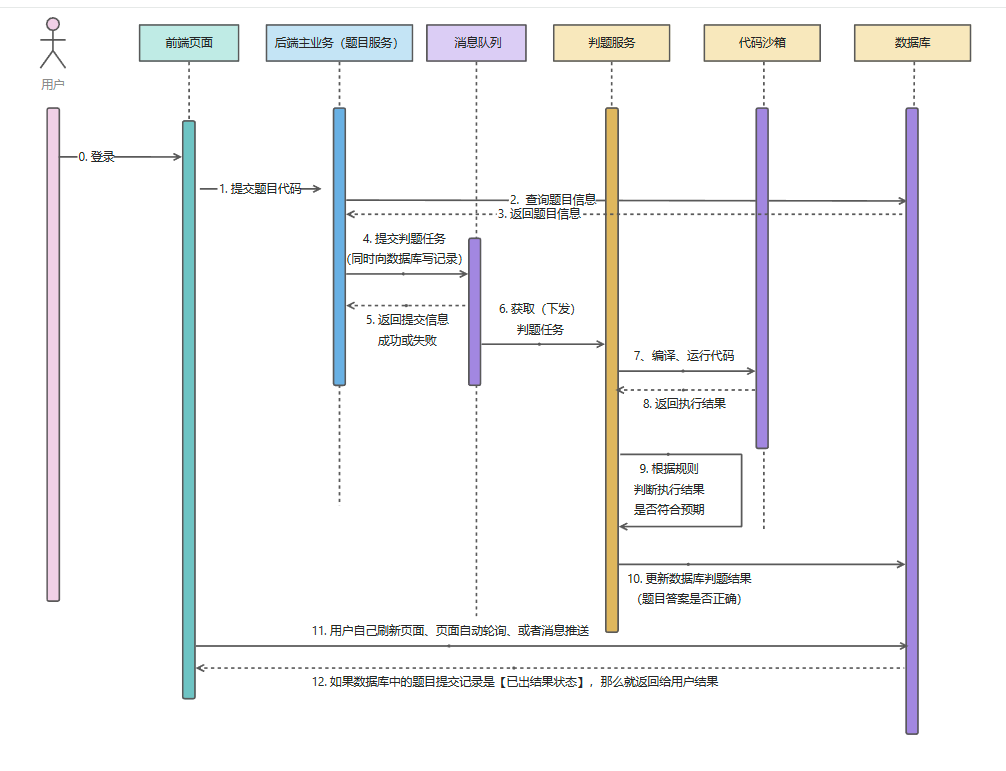 前端页面
后端主业务（题目服务）
消息队列
判题服务
代码沙箱
数据库
用户
0. 登录
1. 提交题目代码
2. 查询题目信息
3. 返回题目信息
4. 提交判题任务
（同时向数据库写记录）
5. 返回提交信息
成功或失败
6. 获取（下发）
判题任务
7、编译、运行代码
8. 返回执行结果
9. 根据规则
判断执行结果
是否符合预期
10. 更新数据库判题结果
（题目答案是否正确）
11. 用户自己刷新页面、页面自动轮询、或者消息推送
12. 如果数据库中的题目提交记录是【已出结果状态】，那么就返回给用户结果